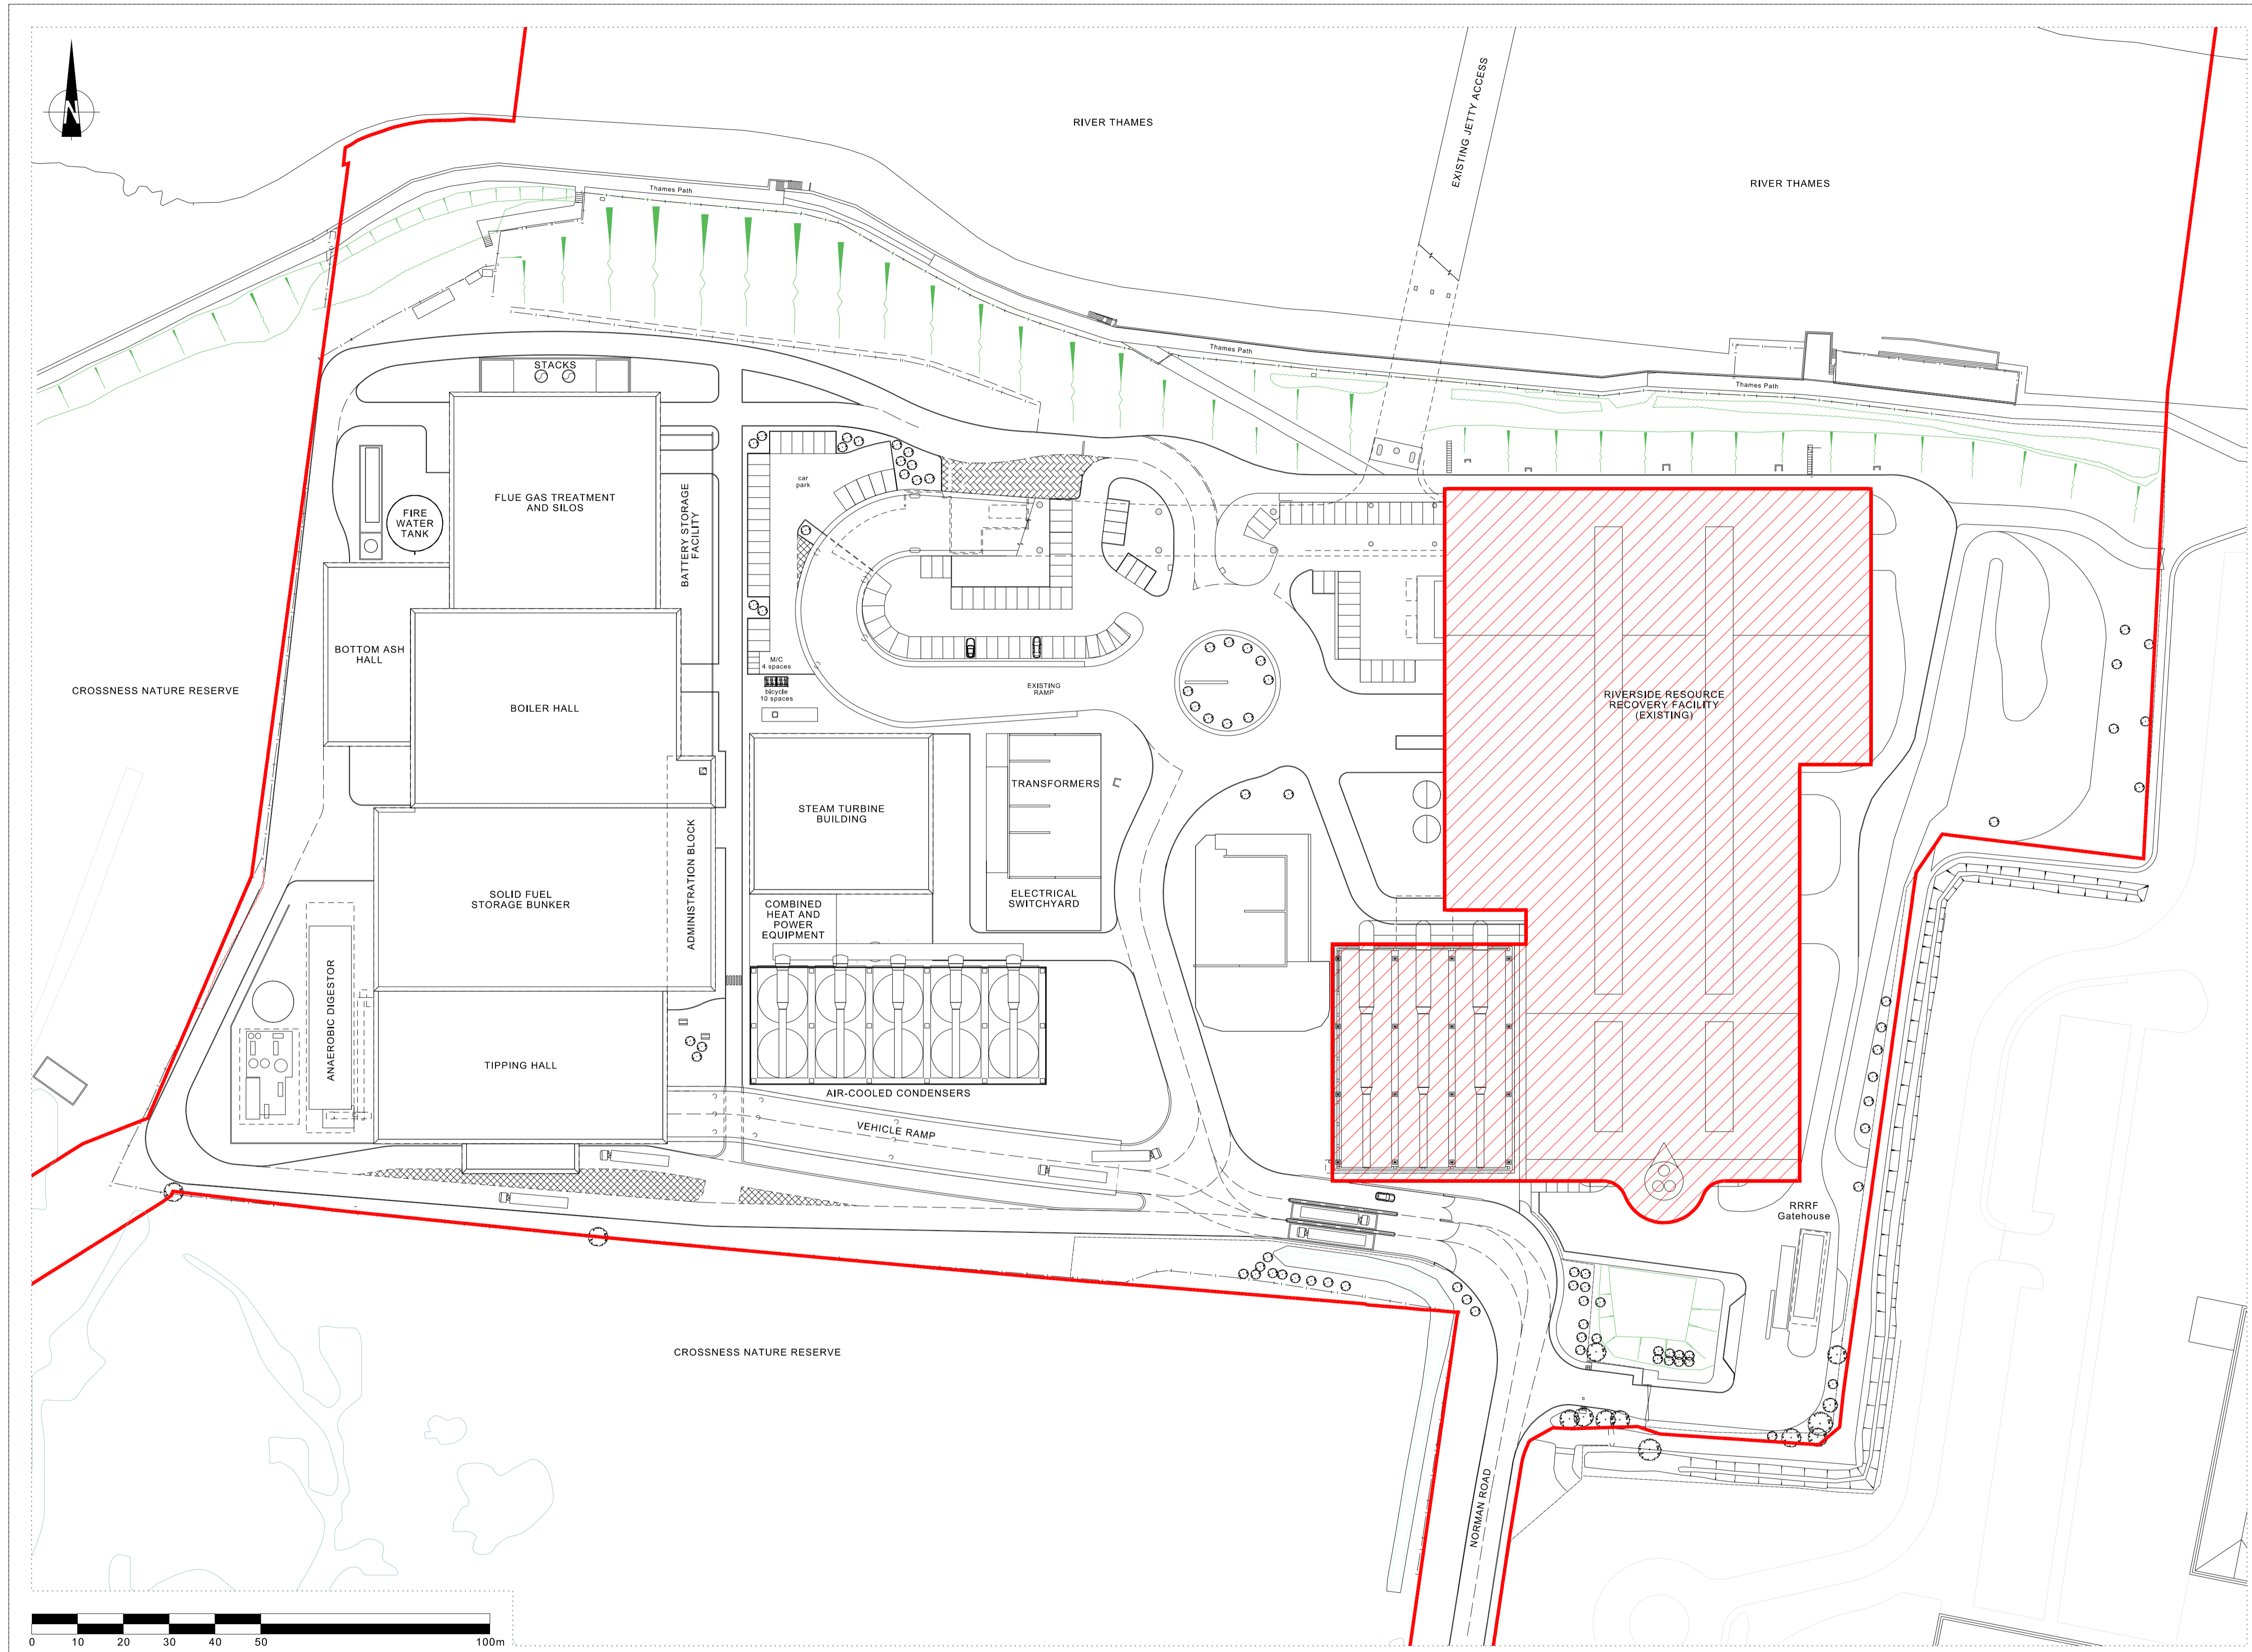 N
RIVER THAMES
EXISTING JETTY ACCESS
RIVER THAMES
Thames Path
Thames Path
Thames Path
STACKS
FLUE GAS TREATMENT
AND SILOS
FIRE
WATER
TANK
BATTERY STORAGE
FACILITY
car
park
BOTTOM ASH
HALL
M/C
4 spaces
bicycle
10 spaces
EXISTING
RAMP
CROSSNESS NATURE RESERVE
BOILER HALL
RIVERSIDE RESOURCE
RECOVERY FACILITY
(EXISTING)
TRANSFORMERS
STEAM TURBINE
BUILDING
ADMINISTRATION BLOCK
SOLID FUEL
STORAGE BUNKER
COMBINED
HEAT AND
POWER
EQUIPMENT
ELECTRICAL
SWITCHYARD
ANAEROBIC DIGESTOR
TIPPING HALL
AIR-COOLED CONDENSERS
VEHICLE RAMP
RRRF
Gatehouse
CROSSNESS NATURE RESERVE
NORMAN ROAD
0 10 20 30 40 50 100m